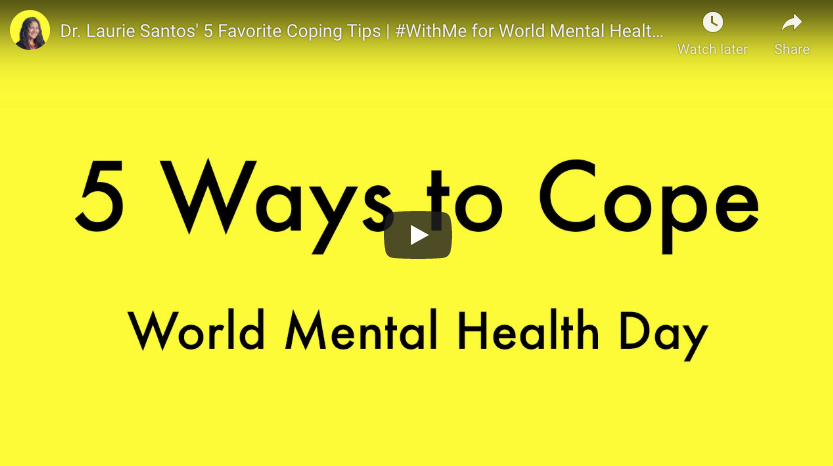 Dr. Laurie Santos' 5 Favorite Coping Tips | #WithMe for World Mental Healt...
Watch later
Share
5 Ways to Cope
World Mental Health Day